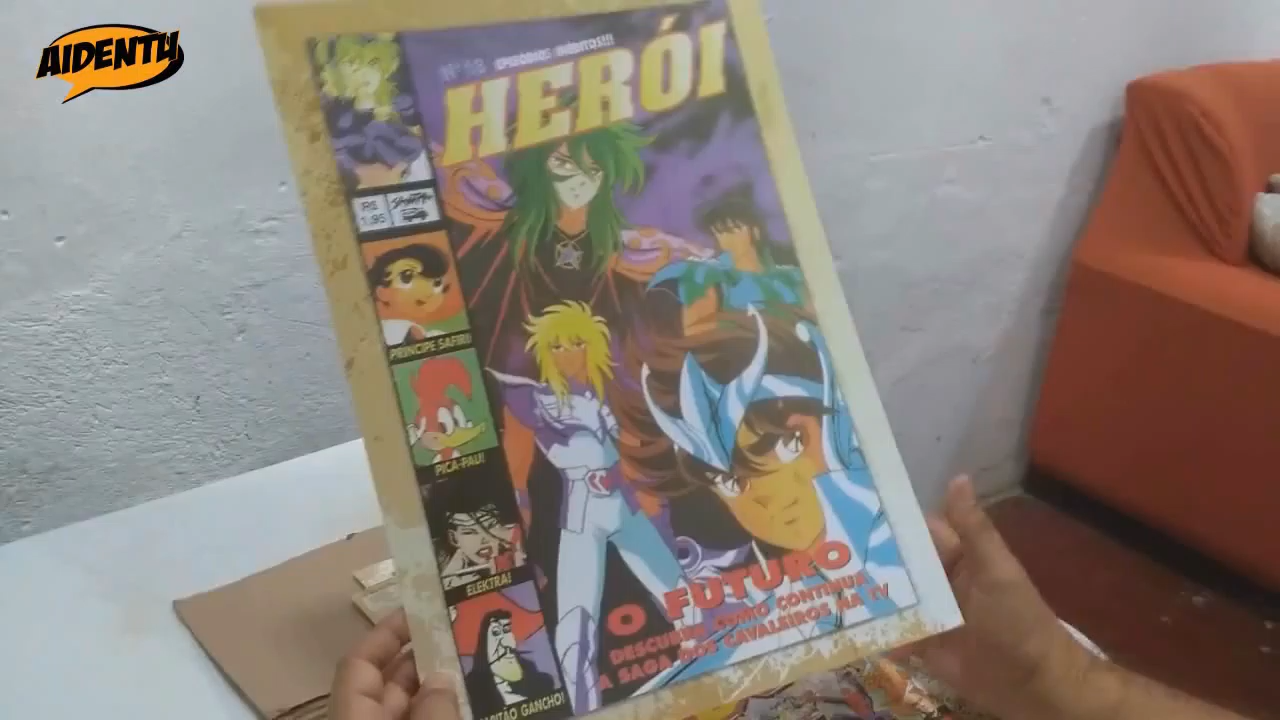 AIDENTU
Nº 18 EPISÓDIOS INÉDITOS!!!
HERÓI
R$
1,95
PRINCIPE SAFIRI!
PICA-PAU!
ELEKTRA!
CAPITÃO GANCHO!
O FUTURO
DESCUBRA COMO CONTINUA
A SAGA DOS CAVALEIROS NA TV